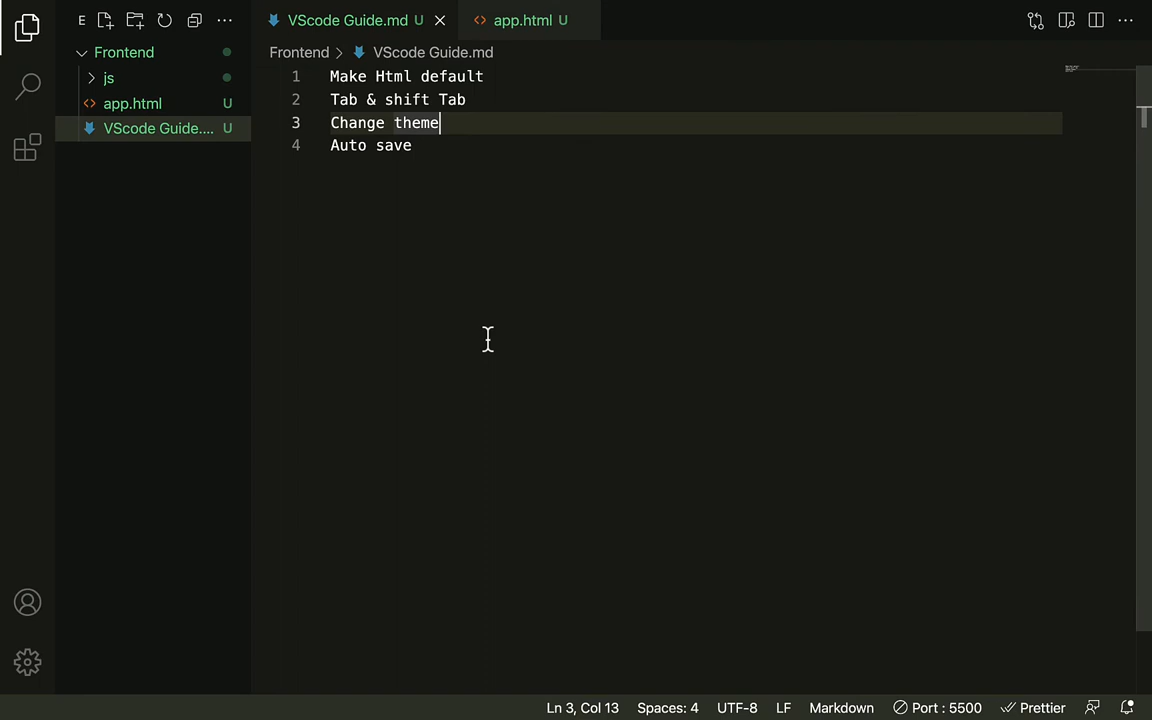 E
VScode Guide.md U
app.html U
Frontend
Frontend > VScode Guide.md
js
app.html U
VScode Guide.... U
1 Make Html default
2 Tab & shift Tab
3 Change theme
4 Auto save
Ln 3, Col 13 Spaces: 4 UTF-8 LF Markdown Port : 5500 Prettier